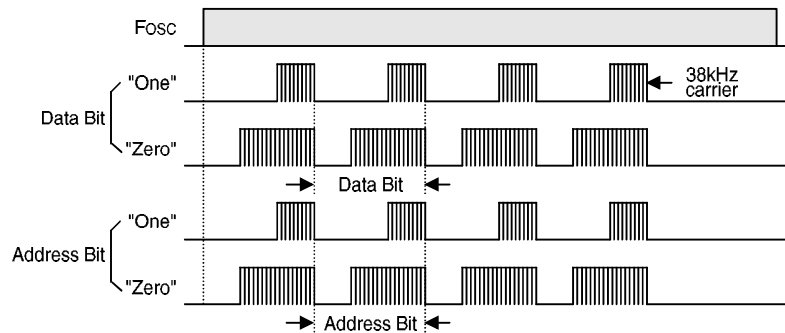 Fosc
"One"
38kHz
carrier
Data Bit
"Zero"
Data Bit
"One"
Address Bit
"Zero"
Address Bit